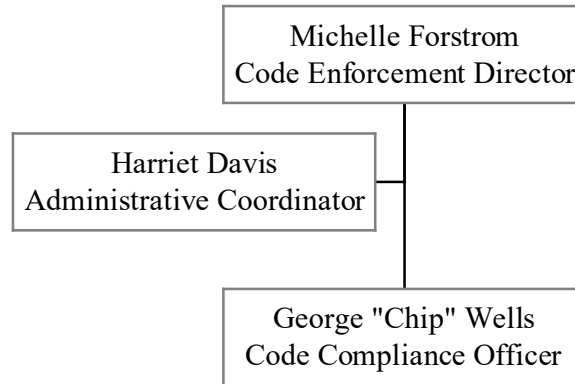 Michelle Forstrom
Code Enforcement Director
Harriet Davis
Administrative Coordinator
George "Chip" Wells
Code Compliance Officer